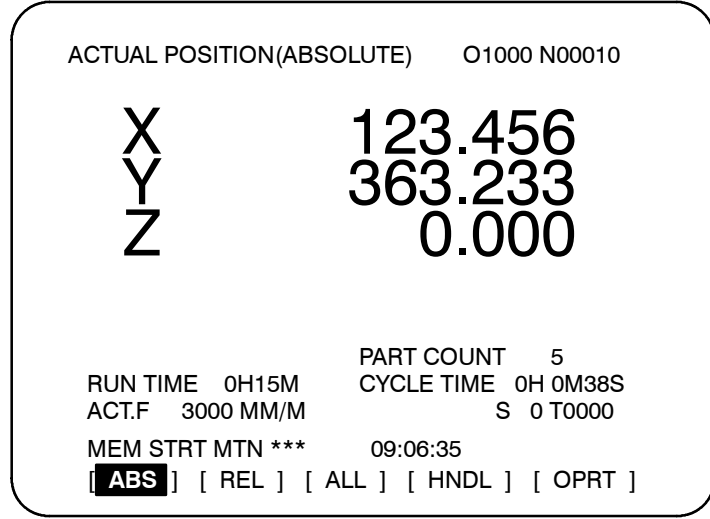 ACTUAL POSITION(ABSOLUTE) O1000 N00010
X 123.456
Y 363.233
Z 0.000
PART COUNT 5
RUN TIME 0H15M CYCLE TIME 0H 0M38S
ACT.F 3000 MM/M S 0 T0000
MEM STRT MTN *** 09:06:35
[ ABS ] [ REL ] [ ALL ] [ HNDL ] [ OPRT ]